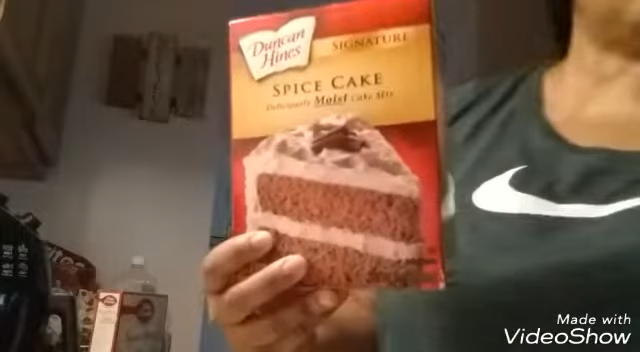 Duncan
Hines
SIGNATURE
SPICE CAKE
Deliciously Moist Cake Mix
Made with
VideoShow